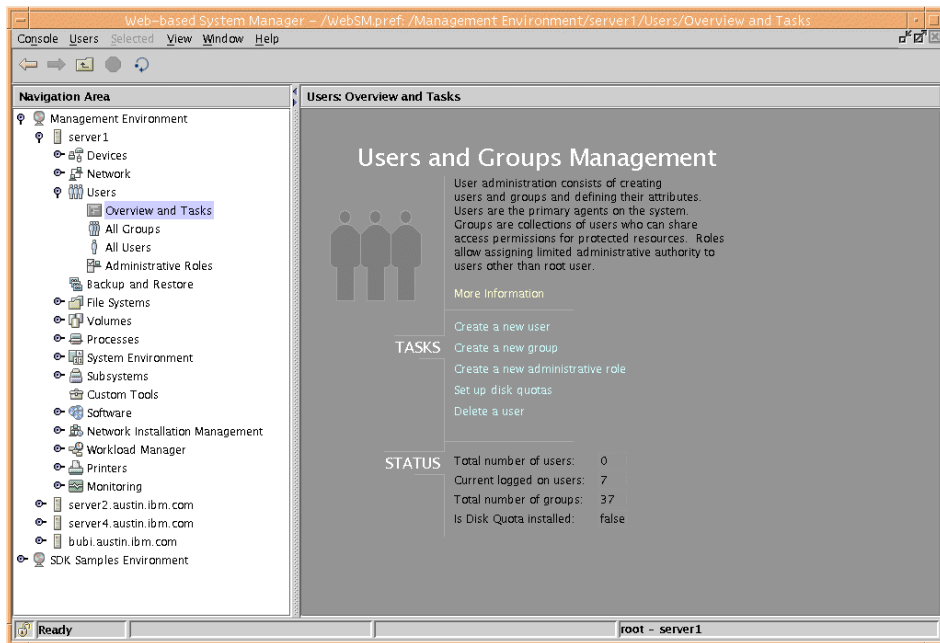 Web-based System Manager - /WebSM.pref: /Management Environment/server1/Users/Overview and Tasks
Console Users Selected View Window Help
Navigation Area
Management Environment
server1
Devices
Network
Users
Overview and Tasks
All Groups
All Users
Administrative Roles
Backup and Restore
File Systems
Volumes
Processes
System Environment
Subsystems
Custom Tools
Software
Network Installation Management
Workload Manager
Printers
Monitoring
server2.austin.ibm.com
server4.austin.ibm.com
bubi.austin.ibm.com
SDK Samples Environment
Users: Overview and Tasks
Users and Groups Management
User administration consists of creating
users and groups and defining their attributes.
Users are the primary agents on the system.
Groups are collections of users who can share
access permissions for protected resources. Roles
allow assigning limited administrative authority to
users other than root user.
More Information
TASKS
Create a new user
Create a new group
Create a new administrative role
Set up disk quotas
Delete a user
STATUS
Total number of users: 0
Current logged on users: 7
Total number of groups: 37
Is Disk Quota installed: false
Ready
root - server1